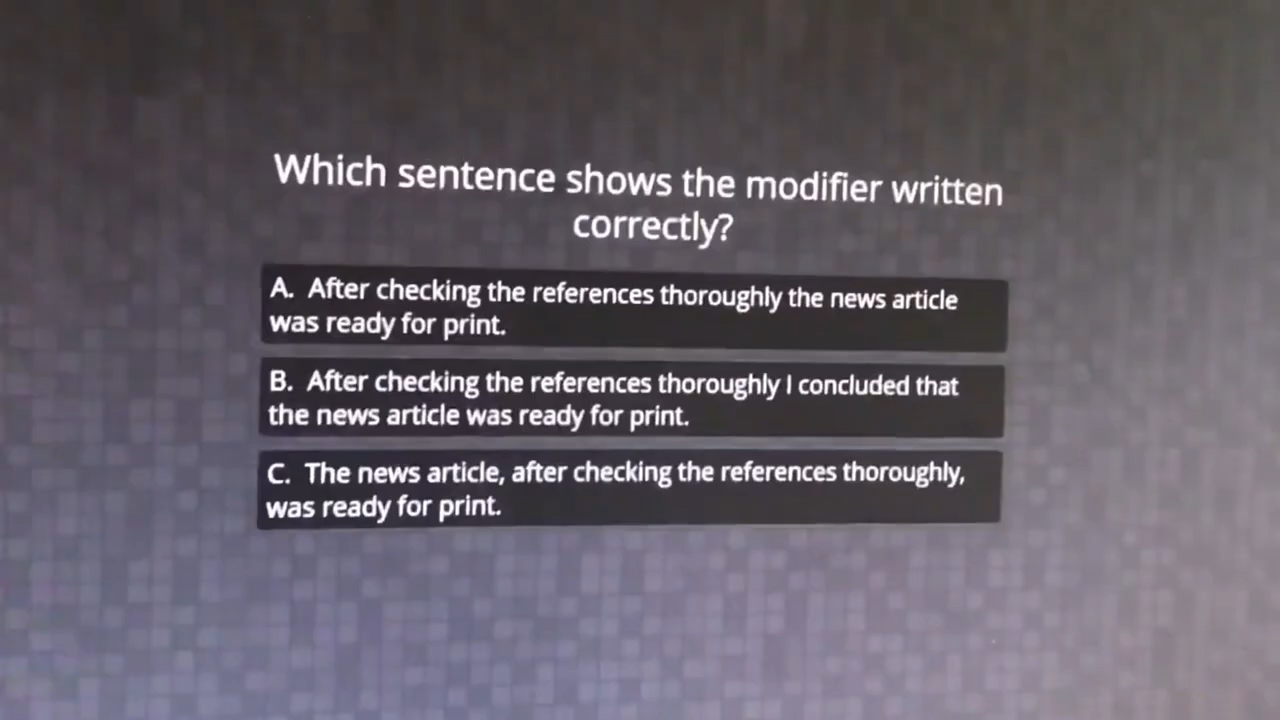 Which sentence shows the modifier written
correctly?
A. After checking the references thoroughly the news article
was ready for print.
B. After checking the references thoroughly I concluded that
the news article was ready for print.
C. The news article, after checking the references thoroughly,
was ready for print.